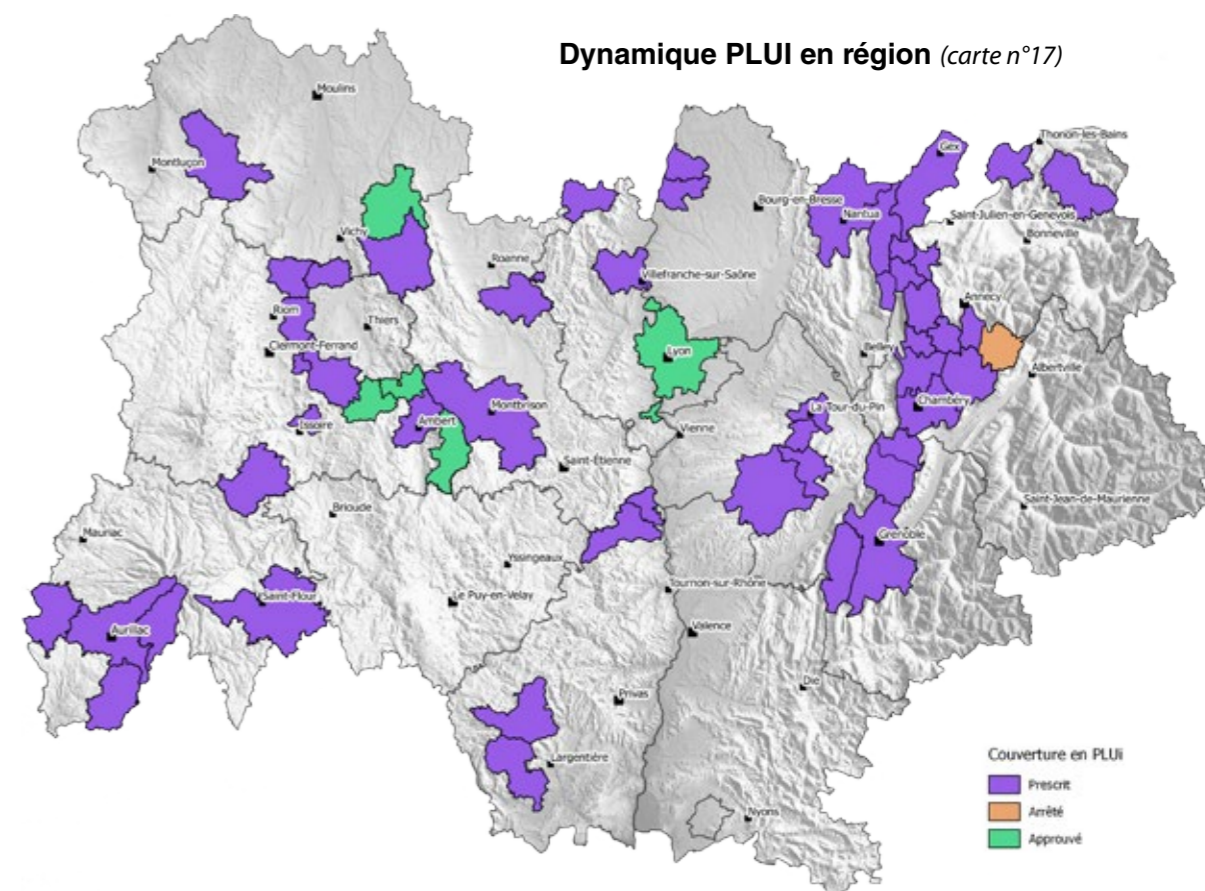 Dynamique PLUI en région (carte n°17)
Moulins
Montluçon
Thonon-les-Bains
Gex
Bourg-en-Bresse
Nantua
Saint-Julien-en-Genevois
Bonneville
Vichy
Roanne
Villefranche-sur-Saône
Annecy
Riom
Thiers
Clermont-Ferrand
Lyon
Belley
Albertville
Chambéry
La Tour-du-Pin
Montbrison
Ambert
Issoire
Vienne
Saint-Étienne
Saint-Jean-de-Maurienne
Brioude
Mauriac
Grenoble
Yssingeaux
Tournon-sur-Rhône
Saint-Flour
Le Puy-en-Velay
Aurillac
Valence
Die
Privas
Largentière
Nyons
Couverture en PLUi
Prescrit
Arrêté
Approuvé